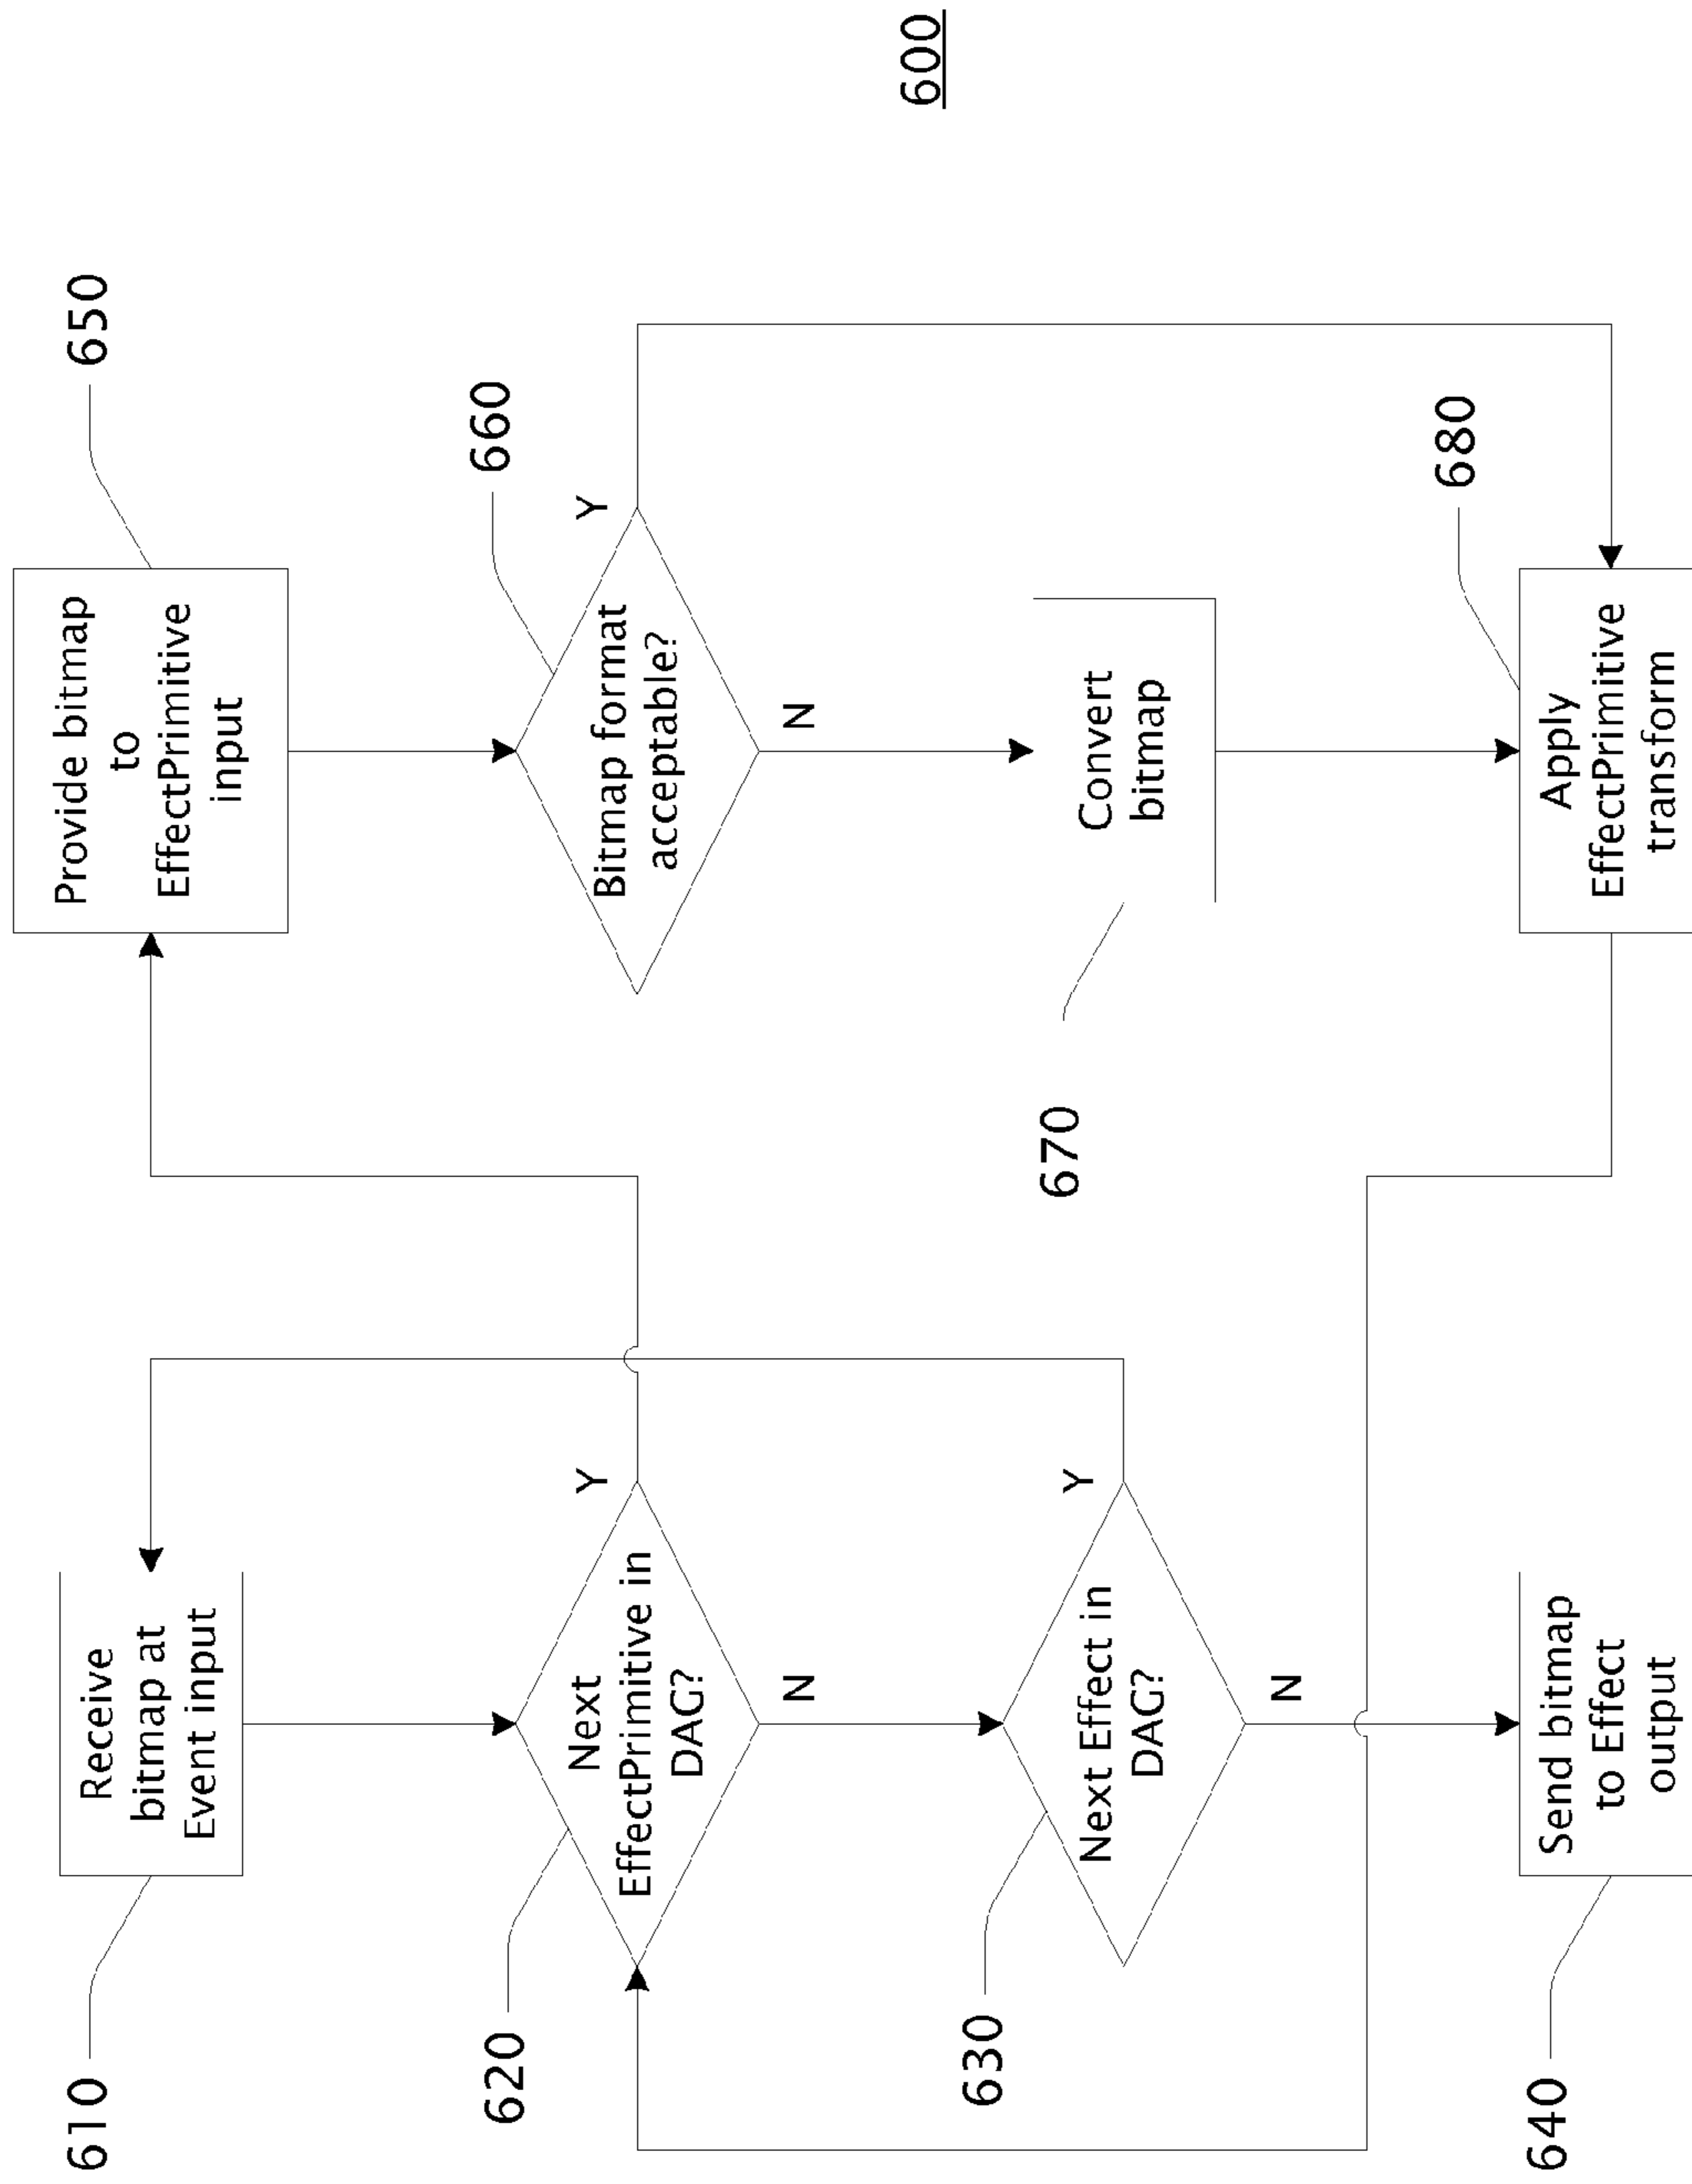 610
Receive
bitmap at
Event input
620
Next
EffectPrimitive in
DAG?
Y
N
630
Next Effect in
DAG?
Y
N
640
Send bitmap
to Effect
output
650
Provide bitmap
to
EffectPrimitive
input
660
Bitmap format
acceptable?
Y
N
670
Convert
bitmap
680
Apply
EffectPrimitive
transform
600